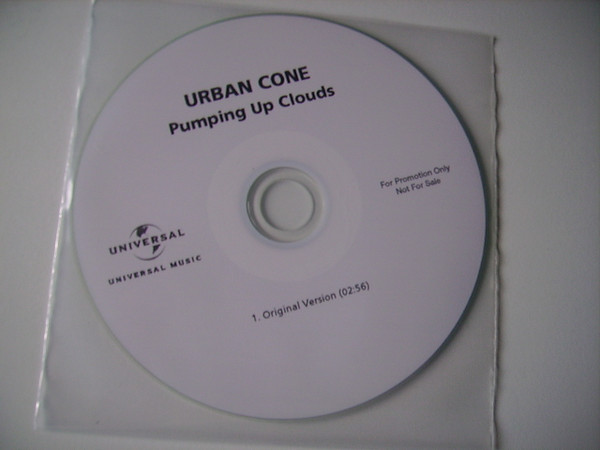 URBAN CONE
Pumping Up Clouds
For Promotion Only
Not For Sale
UNIVERSAL
UNIVERSAL MUSIC
1. Original Version (02:56)